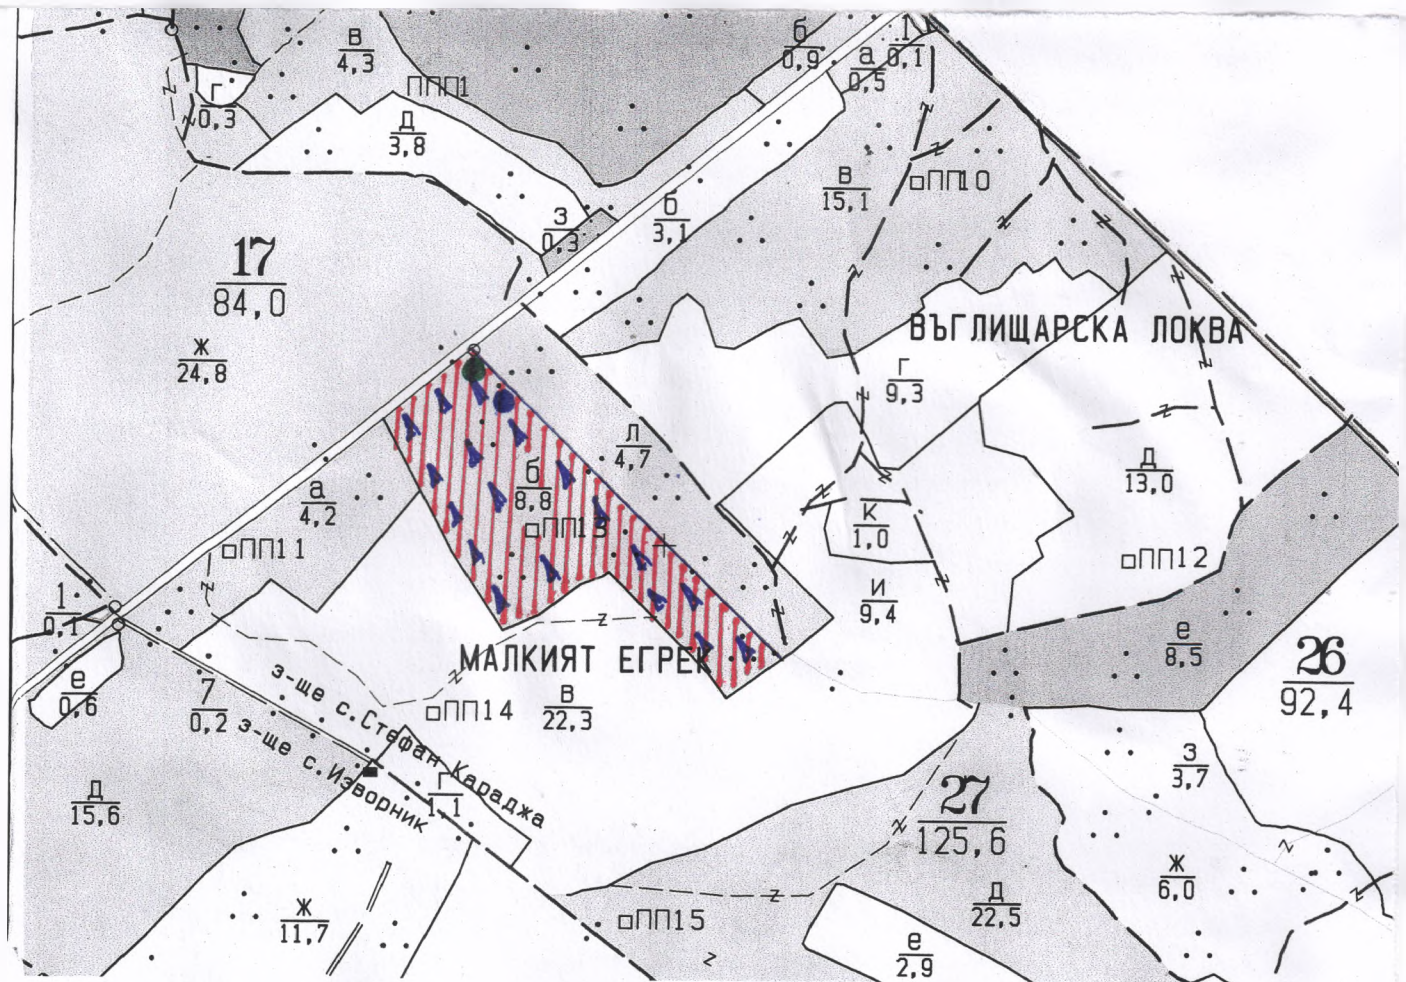 В
4,3
ППП1
б
0,9
а
0,5
1
0,1
Г
0,3
Д
3,8
В
15,1
ПП10
З
0,3
б
3,1
17
84,0
ВЪГЛИЩАРСКА ЛОКВА
Ж
24,8
Г
9,3
Л
4,7
Д
13,0
б
8,8
ПП13
а
4,2
ПП11
К
1,0
ПП12
И
9,4
1
0,1
е
8,5
26
92,4
МАЛКИЯТ ЕГРЕК
е
0,6
7
0,2
з-ще с.Стефан Караджа
з-ще с.Изворник
ПП14
В
22,3
З
3,7
Г
1,1
Д
15,6
27
125,6
Ж
6,0
Д
22,5
Ж
11,7
ПП15
е
2,9